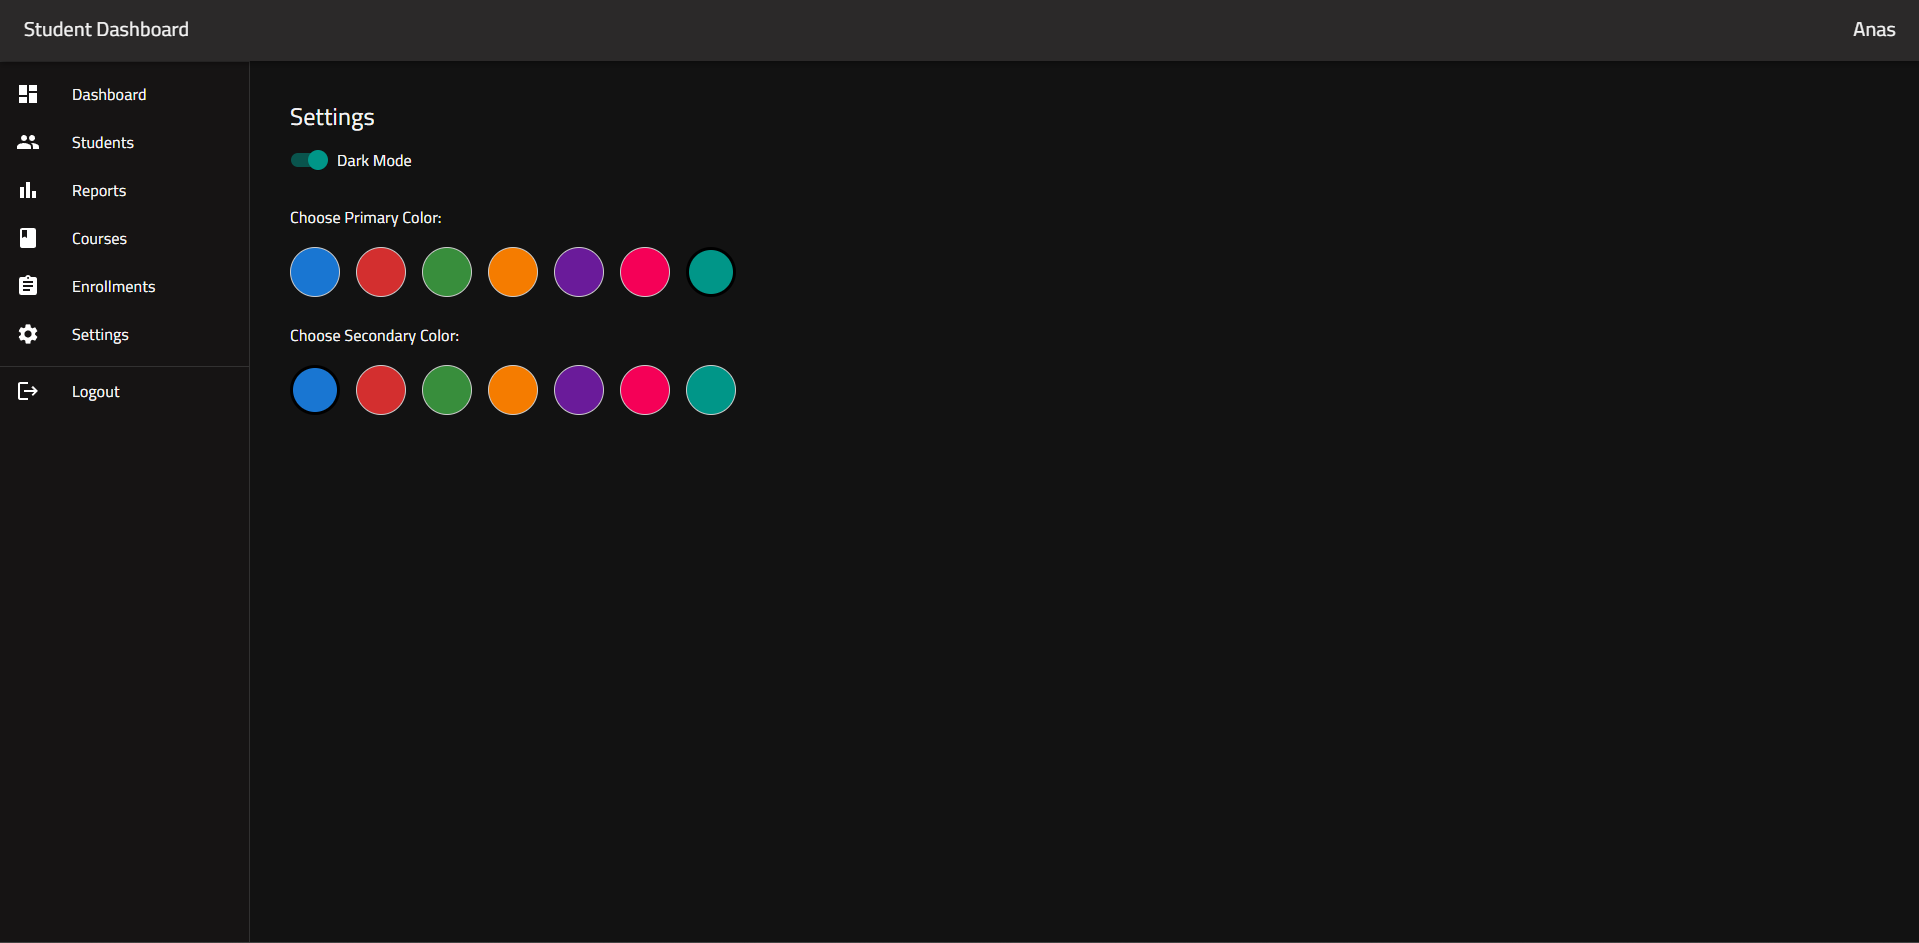 Student Dashboard
Anas
Dashboard
Students
Reports
Courses
Enrollments
Settings
Logout
Settings
Dark Mode
Choose Primary Color:
Choose Secondary Color: